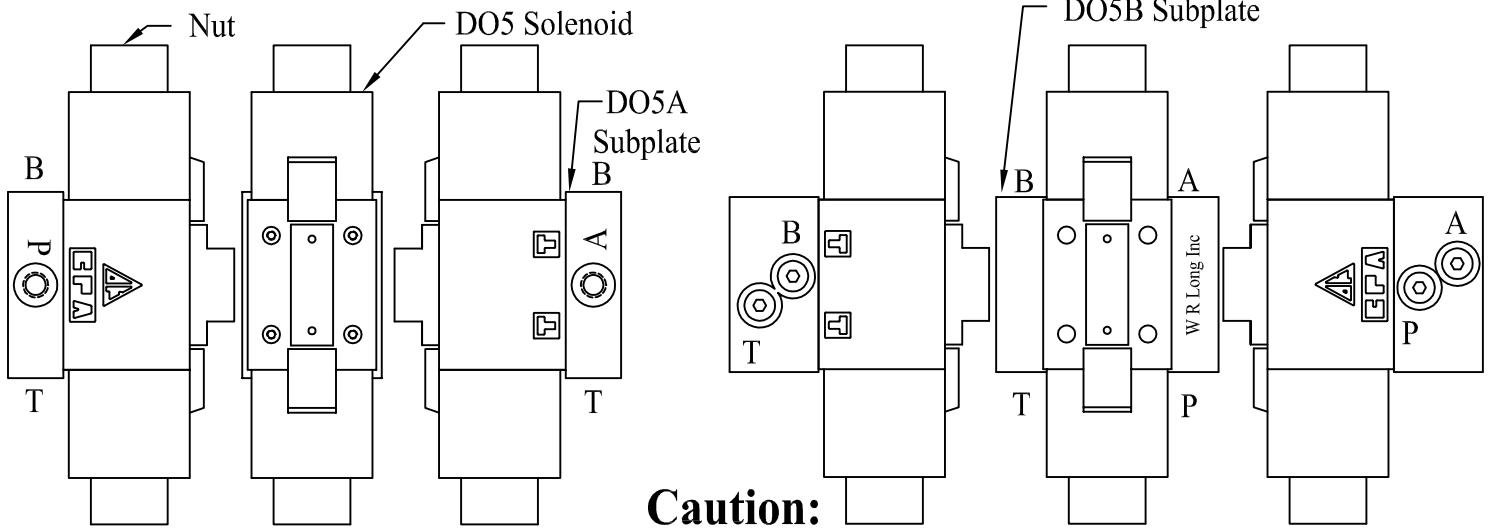 Nut
DO5 Solenoid
DO5B Subplate
DO5A
Subplate
B
B
P
A
T
T
B
T
B
A
W R Long Inc
T
P
A
P
Caution: